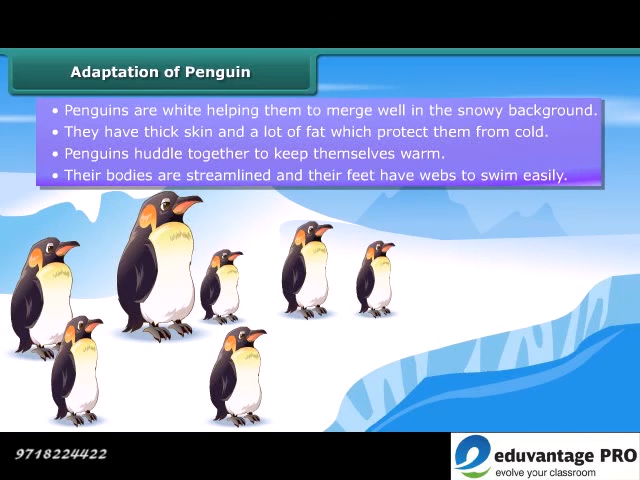 Adaptation of Penguin
• Penguins are white helping them to merge well in the snowy background.
• They have thick skin and a lot of fat which protect them from cold.
• Penguins huddle together to keep themselves warm.
• Their bodies are streamlined and their feet have webs to swim easily.
9718224422
eduvantage PRO
evolve your classroom